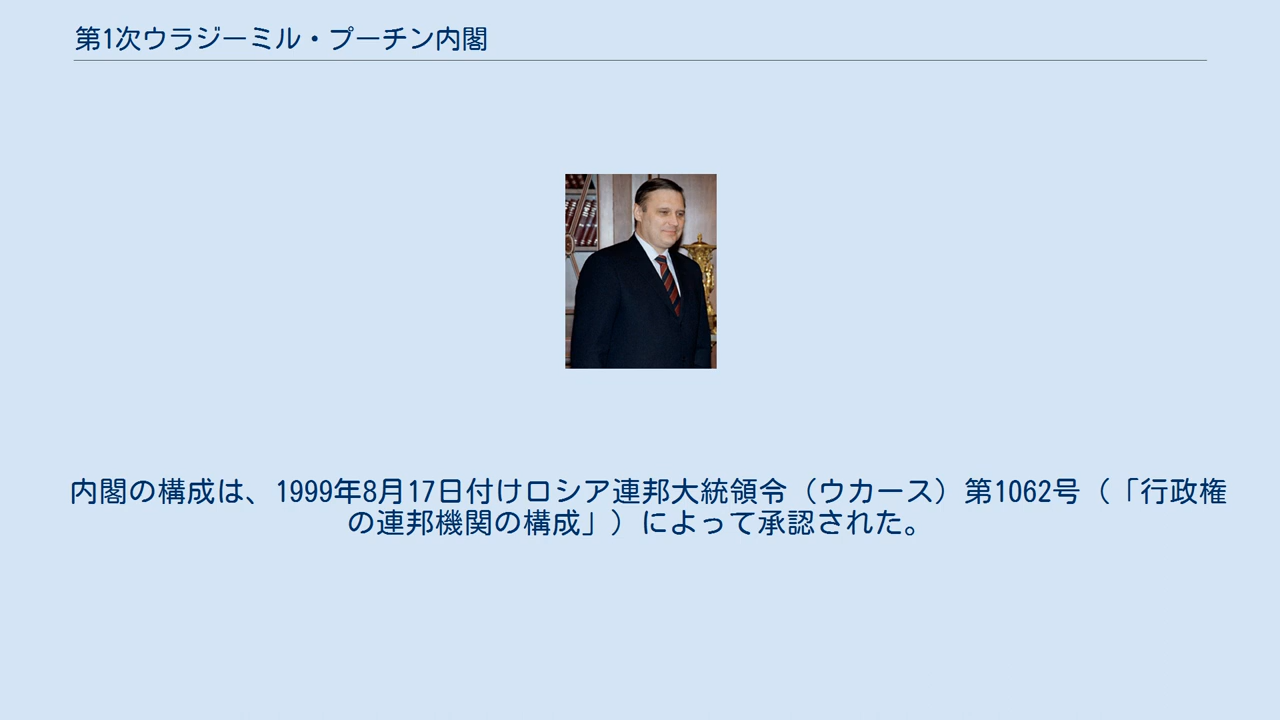 第1次ウラジーミル・プーチン内閣
内閣の構成は、1999年8月17日付けロシア連邦大統領令（ウカース）第1062号（「行政権
の連邦機関の構成」）によって承認された。